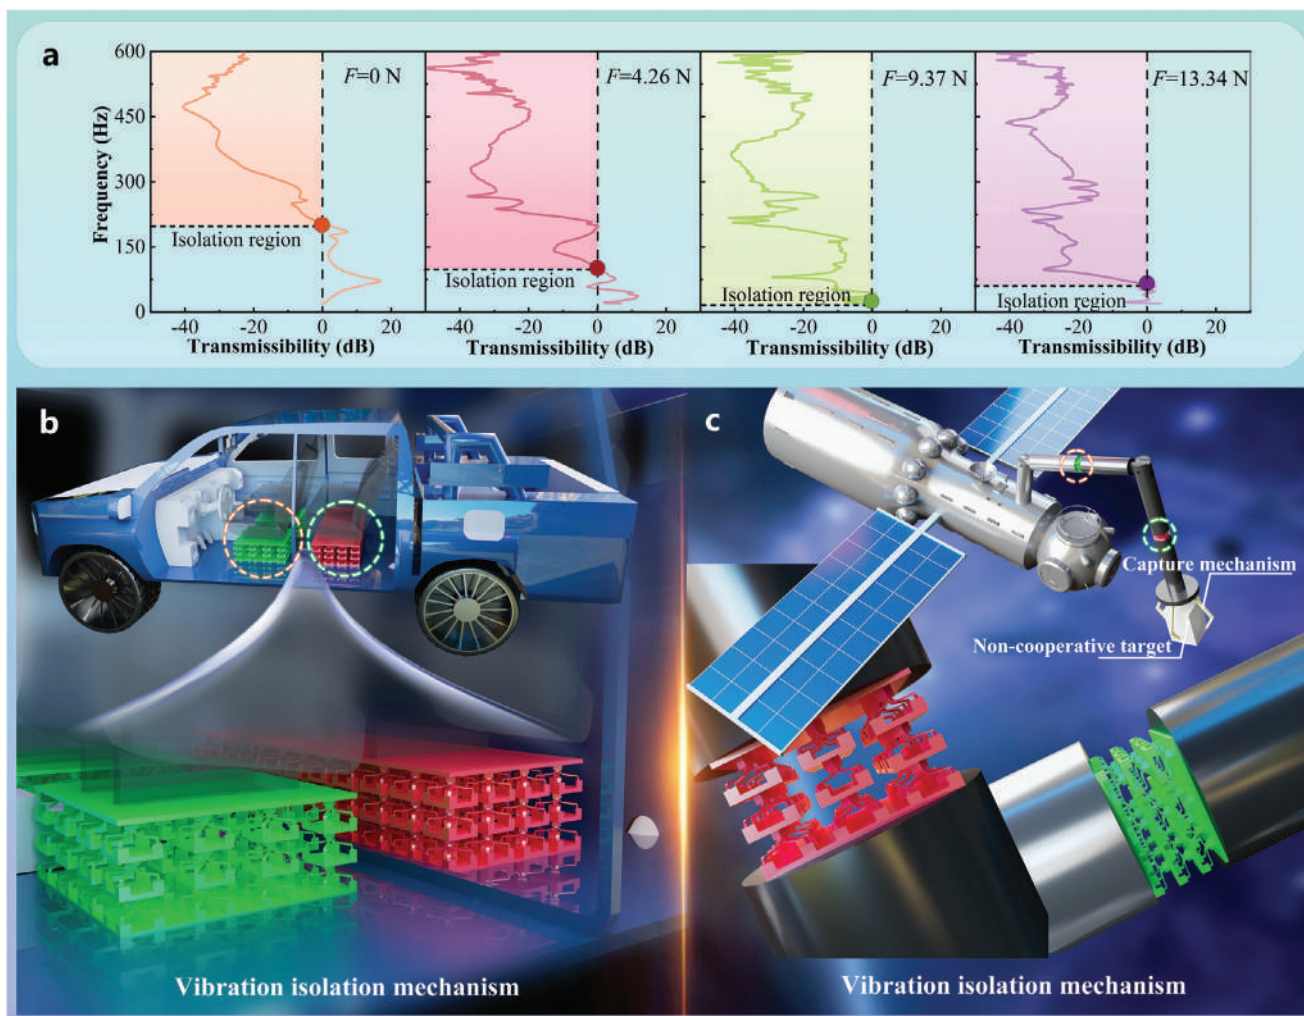 a
Frequency (Hz)
600
450
300
150
0
F=0 N
Isolation region
-40 -20 0 20
Transmissibility (dB)
F=4.26 N
Isolation region
-40 -20 0 20
Transmissibility (dB)
F=9.37 N
Isolation region
-40 -20 0 20
Transmissibility (dB)
F=13.34 N
Isolation region
-40 -20 0 20
Transmissibility (dB)
b
Vibration isolation mechanism
c
Capture mechanism
Non-cooperative target
Vibration isolation mechanism